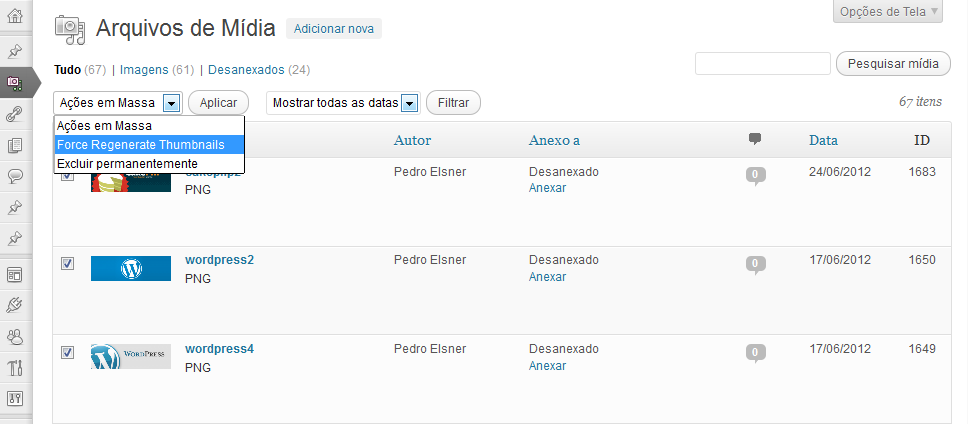 Opções de Tela
Arquivos de Mídia Adicionar nova
Tudo (67) | Imagens (61) | Desanexados (24)
Pesquisar mídia
Ações em Massa Aplicar Mostrar todas as datas Filtrar 67 itens
Ações em Massa
Force Regenerate Thumbnails
Excluir permanentemente
Autor Anexo a Data ID
Pedro Elsner Desanexado 0 24/06/2012 1683
PNG Anexar
wordpress2 Pedro Elsner Desanexado 0 17/06/2012 1650
PNG Anexar
wordpress4 Pedro Elsner Desanexado 0 17/06/2012 1649
WORDPRESS PNG Anexar